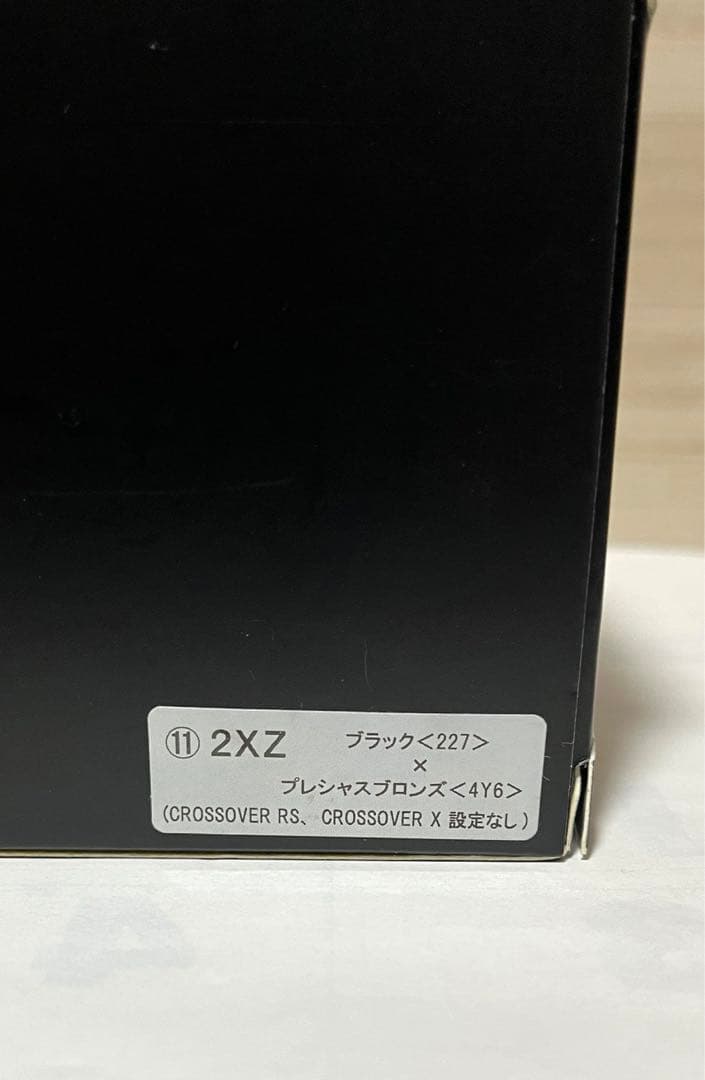 ⑪ 2XZ ブラック<227>
×
プレシャスブロンズ<4Y6>
(CROSSOVER RS、CROSSOVER X 設定なし)